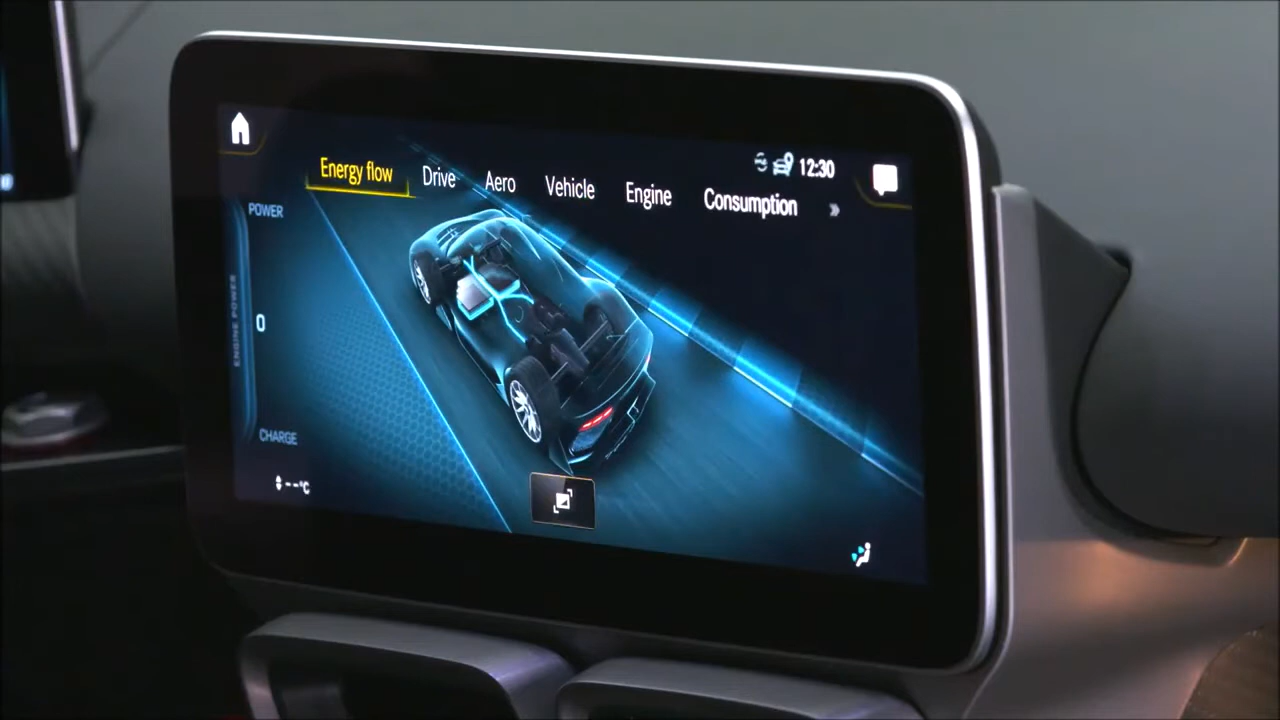 Energy flow Drive Aero Vehicle Engine Consumption
12:30
POWER
ENGINE POWER
0
CHARGE
--°C